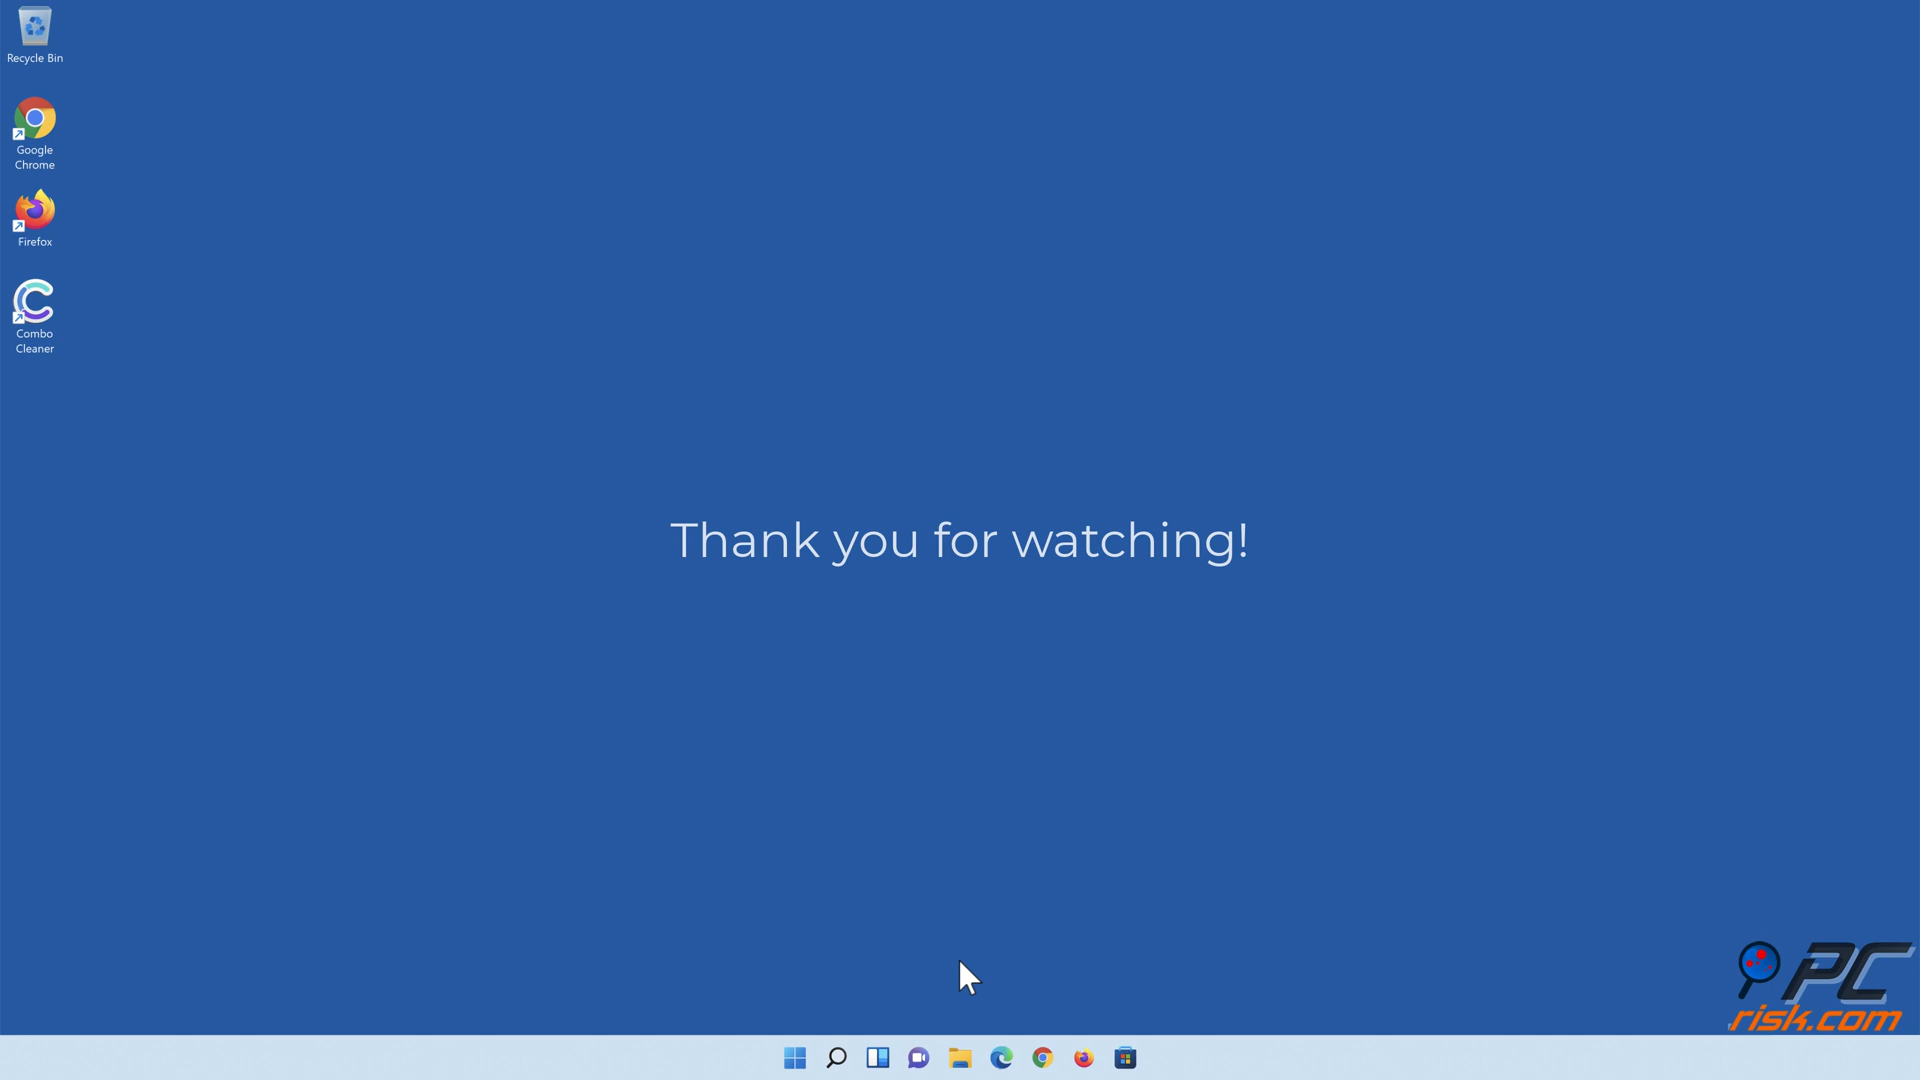 Recycle Bin
Google
Chrome
Firefox
Combo
Cleaner
Thank you for watching!
PC
risk.com